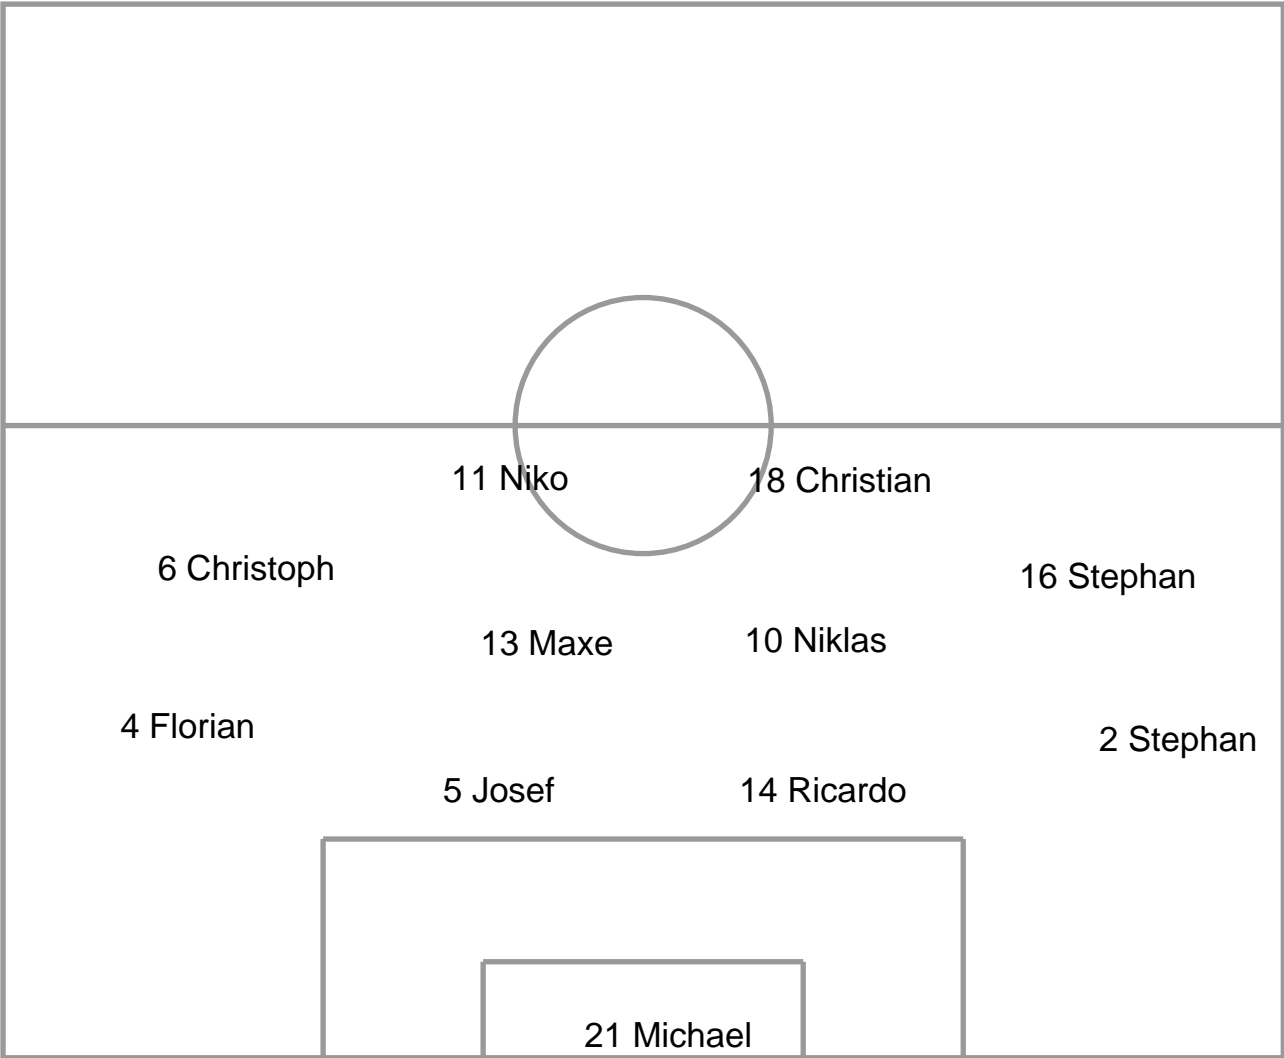 11 Niko
18 Christian
6 Christoph
16 Stephan
13 Maxe
10 Niklas
4 Florian
2 Stephan
5 Josef
14 Ricardo
21 Michael